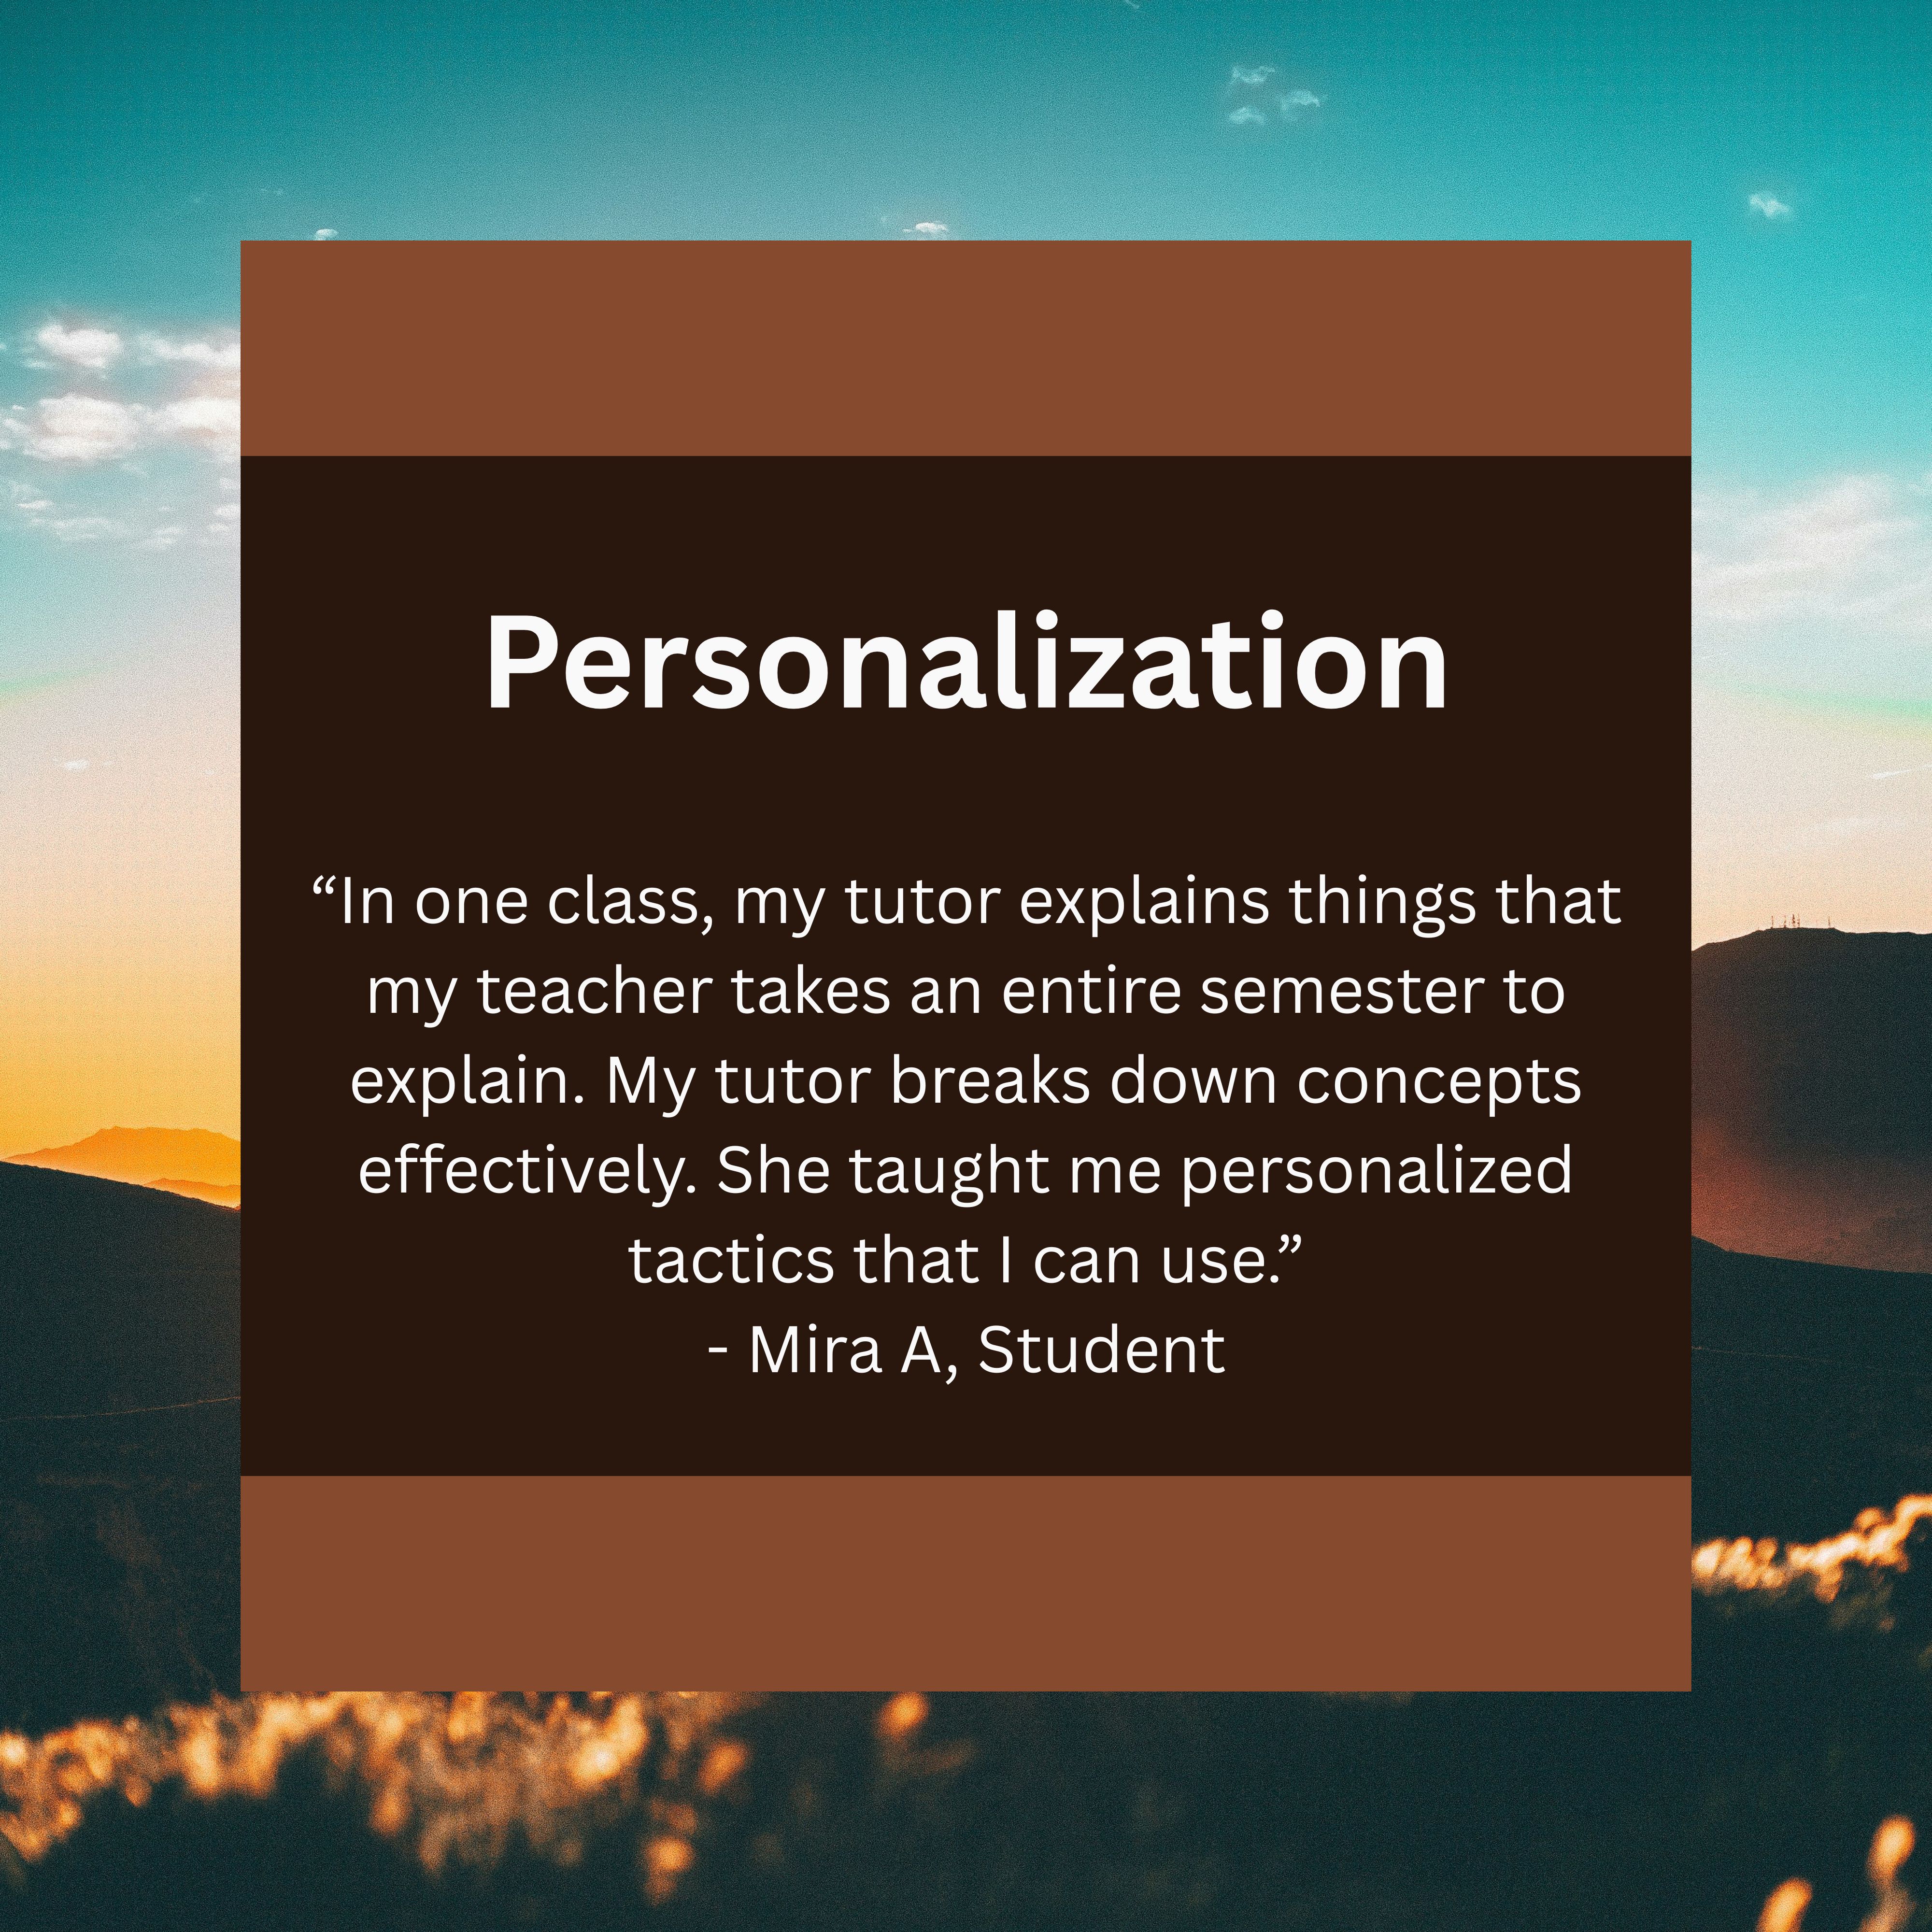 Personalization
“In one class, my tutor explains things that
my teacher takes an entire semester to
explain. My tutor breaks down concepts
effectively. She taught me personalized
tactics that I can use.”
- Mira A, Student